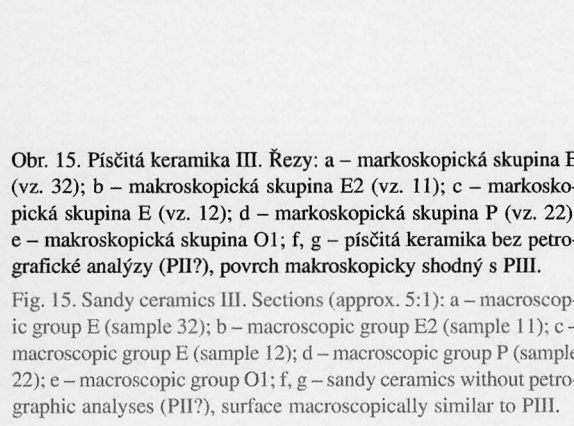 Obr. 15. Písčitá keramika III. Řezy: a – markoskopická skupina E
(vz. 32); b – makroskopická skupina E2 (vz. 11); c – markosko-
pická skupina E (vz. 12); d – markoskopická skupina P (vz. 22)
e – makroskopická skupina O1; f, g – písčitá keramika bez petro-
grafické analýzy (PII?), povrch makroskopicky shodný s PIII.
Fig. 15. Sandy ceramics III. Sections (approx. 5:1): a – macroscop-
ic group E (sample 32); b – macroscopic group E2 (sample 11); c –
macroscopic group E (sample 12); d – macroscopic group P (sample
22); e – macroscopic group O1; f, g – sandy ceramics without petro-
graphic analyses (PII?), surface macroscopically similar to PIII.